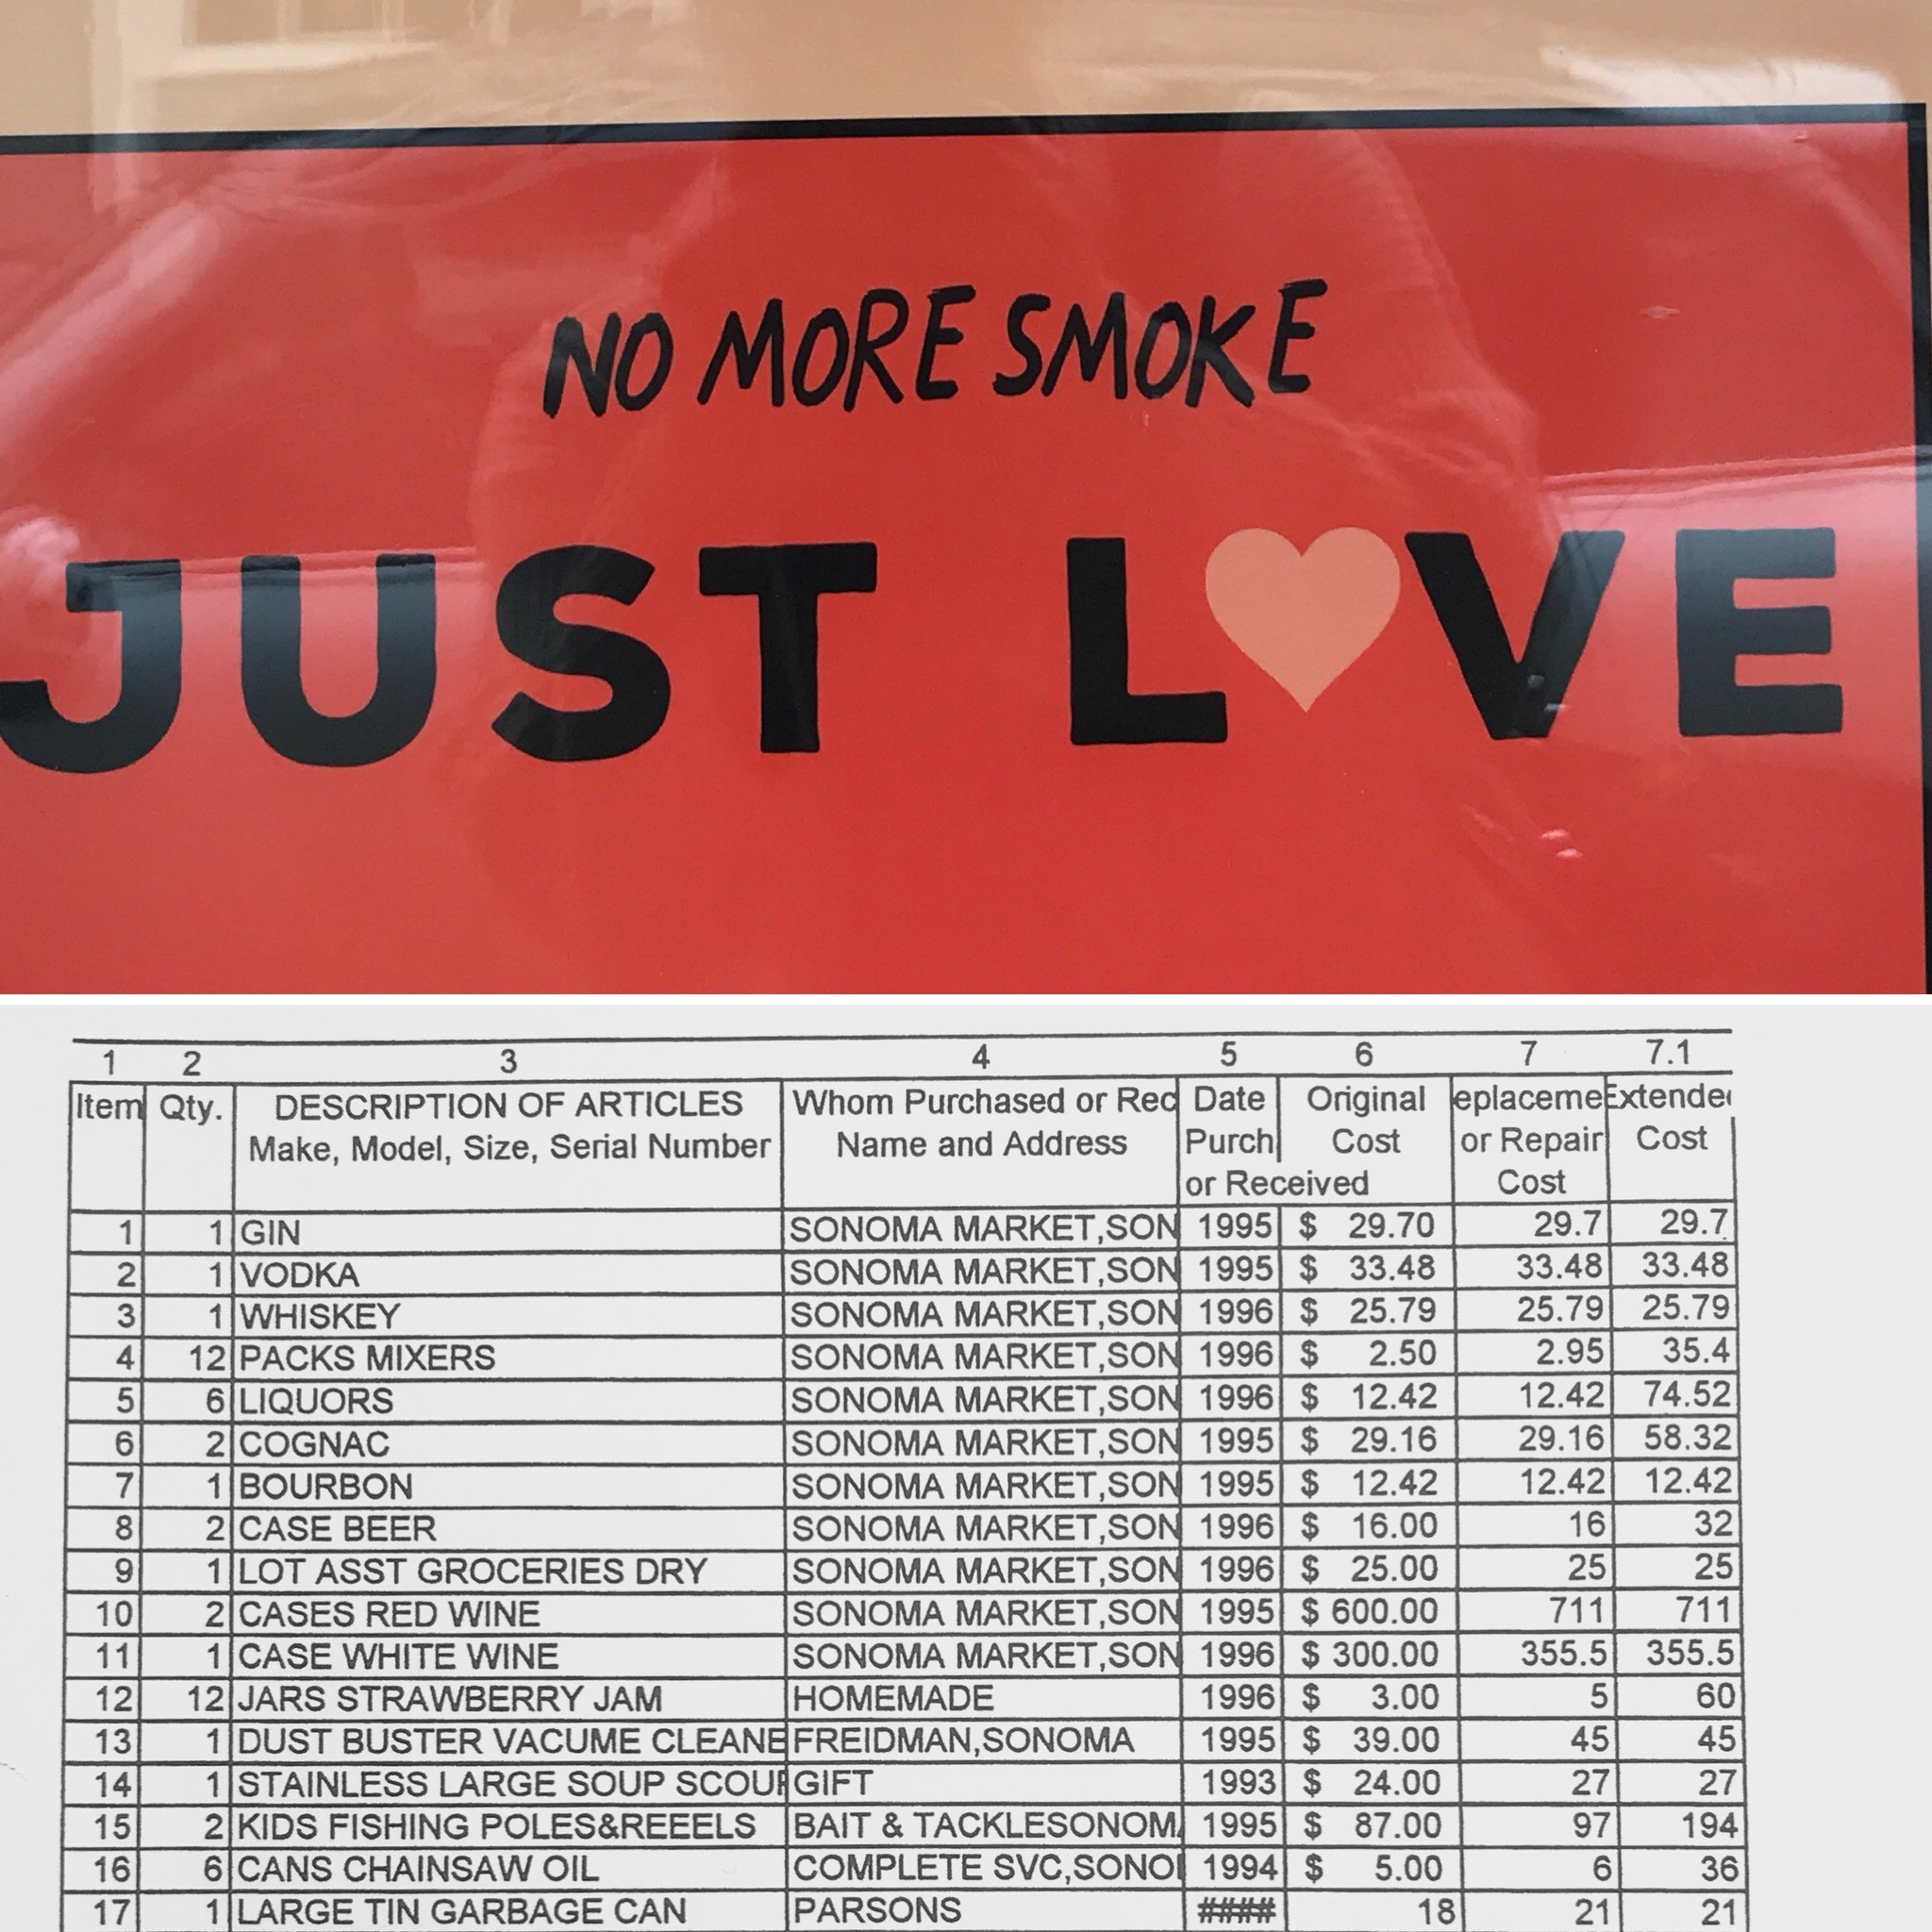 NO MORE SMOKE
JUST L♥VE
1 2 3 4 5 6 7 7.1
Item Qty. DESCRIPTION OF ARTICLES Whom Purchased or Rec Date Original eplaceme Extende
Make, Model, Size, Serial Number Name and Address Purch Cost or Repair Cost
or Received Cost
1 1 GIN SONOMA MARKET,SON 1995 $ 29.70 29.7 29.7
2 1 VODKA SONOMA MARKET,SON 1995 $ 33.48 33.48 33.48
3 1 WHISKEY SONOMA MARKET,SON 1996 $ 25.79 25.79 25.79
4 12 PACKS MIXERS SONOMA MARKET,SON 1996 $ 2.50 2.95 35.4
5 6 LIQUORS SONOMA MARKET,SON 1996 $ 12.42 12.42 74.52
6 2 COGNAC SONOMA MARKET,SON 1995 $ 29.16 29.16 58.32
7 1 BOURBON SONOMA MARKET,SON 1995 $ 12.42 12.42 12.42
8 2 CASE BEER SONOMA MARKET,SON 1996 $ 16.00 16 32
9 1 LOT ASST GROCERIES DRY SONOMA MARKET,SON 1996 $ 25.00 25 25
10 2 CASES RED WINE SONOMA MARKET,SON 1995 $ 600.00 711 711
11 1 CASE WHITE WINE SONOMA MARKET,SON 1996 $ 300.00 355.5 355.5
12 12 JARS STRAWBERRY JAM HOMEMADE 1996 $ 3.00 5 60
13 1 DUST BUSTER VACUME CLEANE FREIDMAN,SONOMA 1995 $ 39.00 45 45
14 1 STAINLESS LARGE SOUP SCOUR GIFT 1993 $ 24.00 27 27
15 2 KIDS FISHING POLES&REEELS BAIT & TACKLESONOMA 1995 $ 87.00 97 194
16 6 CANS CHAINSAW OIL COMPLETE SVC,SONO 1994 $ 5.00 6 36
17 1 LARGE TIN GARBAGE CAN PARSONS #### 18 21 21